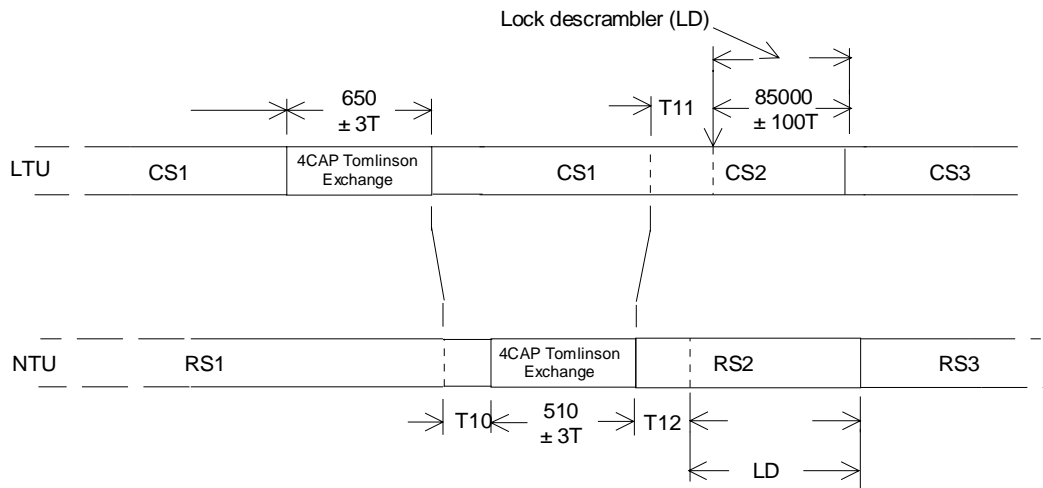 Lock descrambler (LD)
650
± 3T
T11
85000
± 100T
LTU
CS1
4CAP Tomlinson
Exchange
CS1
CS2
CS3
NTU
RS1
4CAP Tomlinson
Exchange
RS2
RS3
T10
510
± 3T
T12
LD